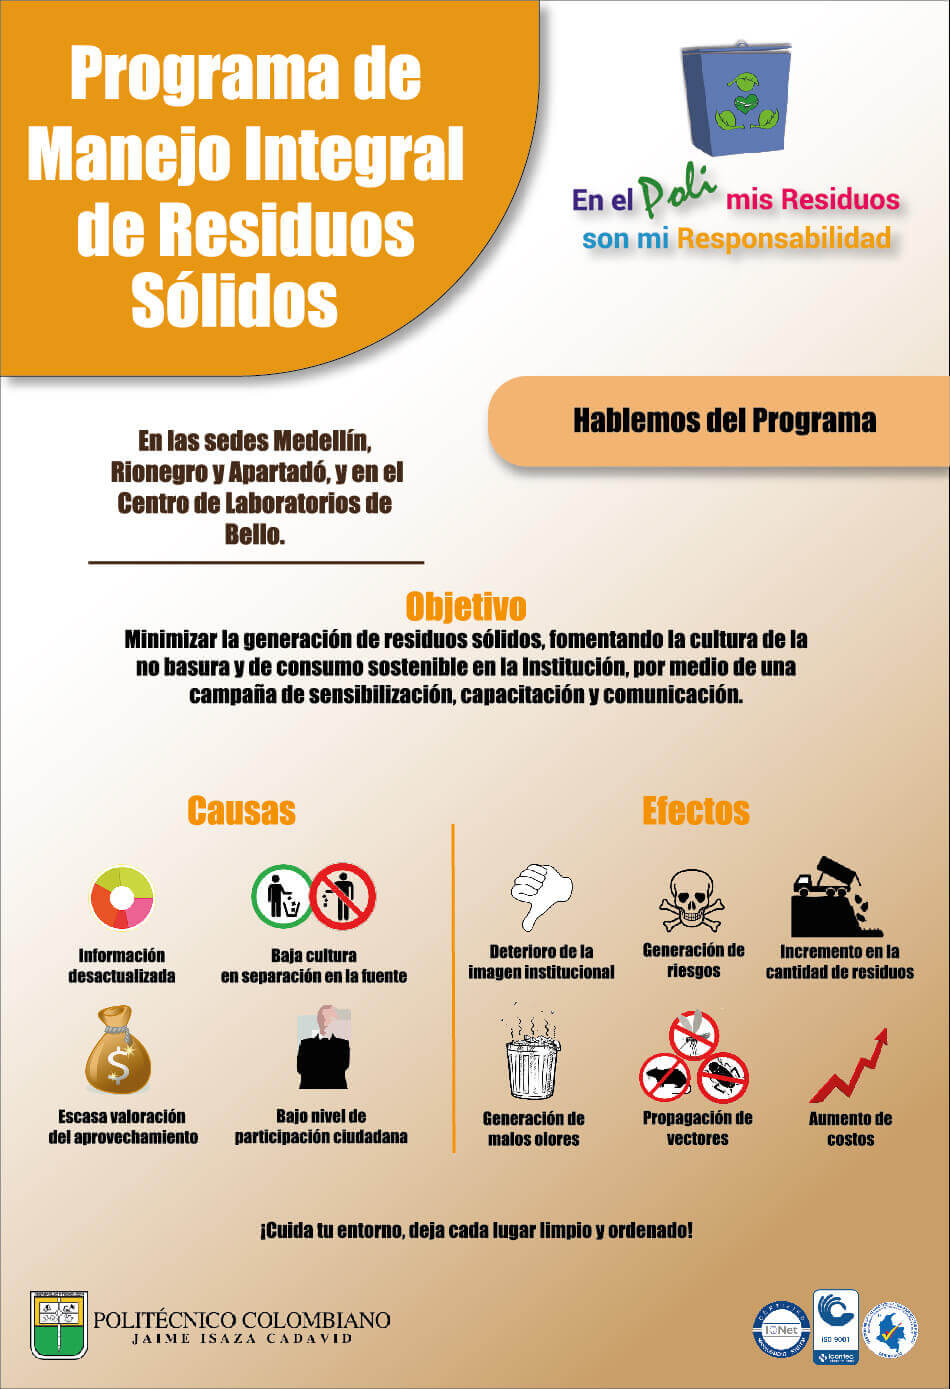 Programa de
Manejo Integral
de Residuos
Sólidos
En el Poli mis Residuos
son mi Responsabilidad
Hablemos del Programa
En las sedes Medellín,
Rionegro y Apartadó, y en el
Centro de Laboratorios de
Bello.
Objetivo
Minimizar la generación de residuos sólidos, fomentando la cultura de la
no basura y de consumo sostenible en la Institución, por medio de una
campaña de sensibilización, capacitación y comunicación.
Causas
Información
desactualizada
Baja cultura
en separación en la fuente
$
Escasa valoración
del aprovechamiento
Bajo nivel de
participación ciudadana
Efectos
Deterioro de la
imagen institucional
Generación de
riesgos
Incremento en la
cantidad de residuos
Generación de
malos olores
Propagación de
vectores
Aumento de
costos
¡Cuida tu entorno, deja cada lugar limpio y ordenado!
POLITÉCNICO COLOMBIANO
JAIME ISAZA CADAVID
CERTIFIED
IQNet
MANAGEMENT SYSTEM
ISO 9001
icontec